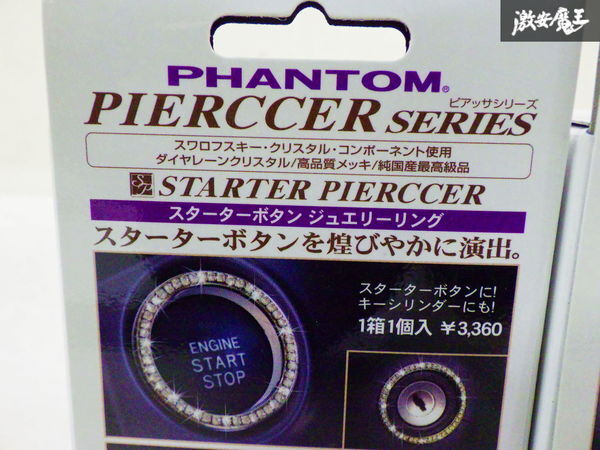 激安魔王
PHANTOM®
ピアッサシリーズ
PIERCCER SERIES
スワロフスキー・クリスタル・コンポーネント使用
ダイヤレーンクリスタル/高品質メッキ/純国産最高級品
SP STARTER PIERCCER
スターターボタン ジュエリーリング
スターターボタンを煌びやかに演出。
スターターボタンに!
キーシリンダーにも!
1箱1個入 ¥3,360
ENGINE
START
STOP